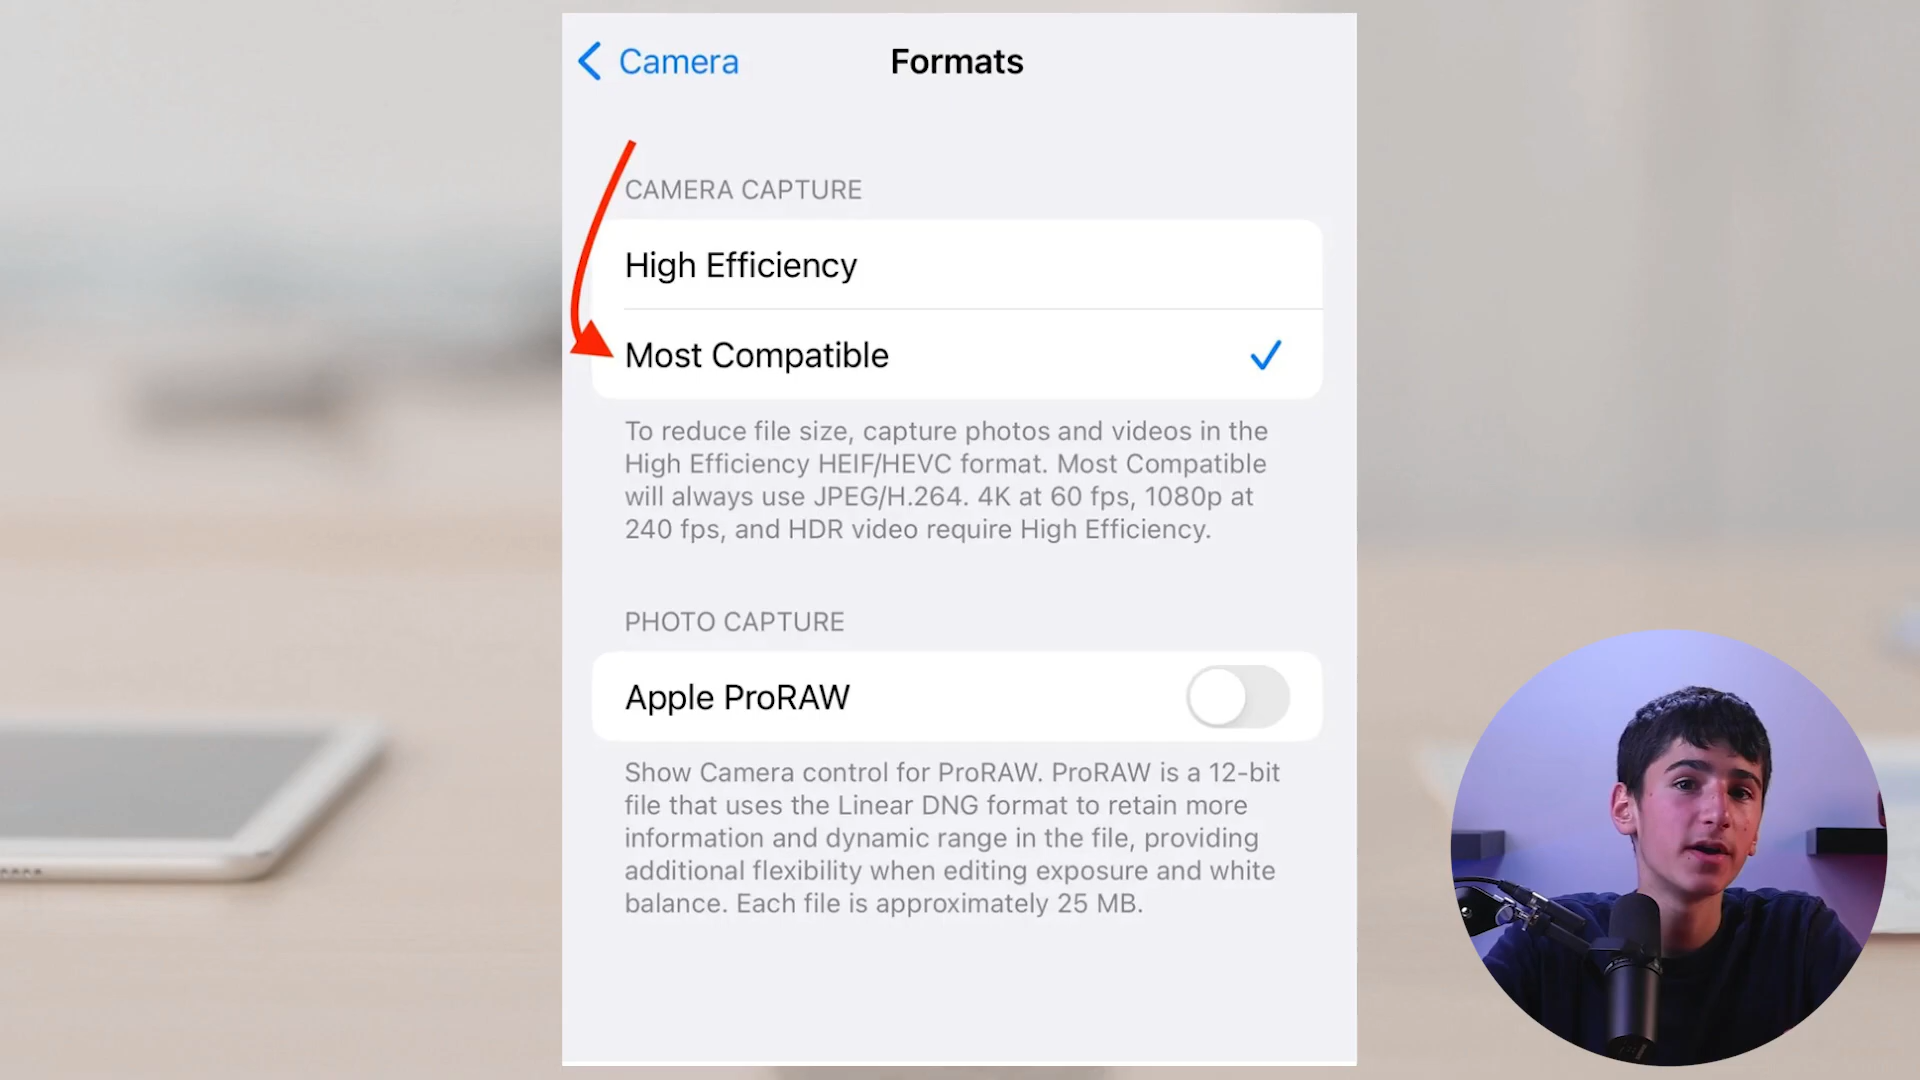 Camera
Formats
CAMERA CAPTURE
High Efficiency
Most Compatible
To reduce file size, capture photos and videos in the
High Efficiency HEIF/HEVC format. Most Compatible
will always use JPEG/H.264. 4K at 60 fps, 1080p at
240 fps, and HDR video require High Efficiency.
PHOTO CAPTURE
Apple ProRAW
Show Camera control for ProRAW. ProRAW is a 12-bit
file that uses the Linear DNG format to retain more
information and dynamic range in the file, providing
additional flexibility when editing exposure and white
balance. Each file is approximately 25 MB.